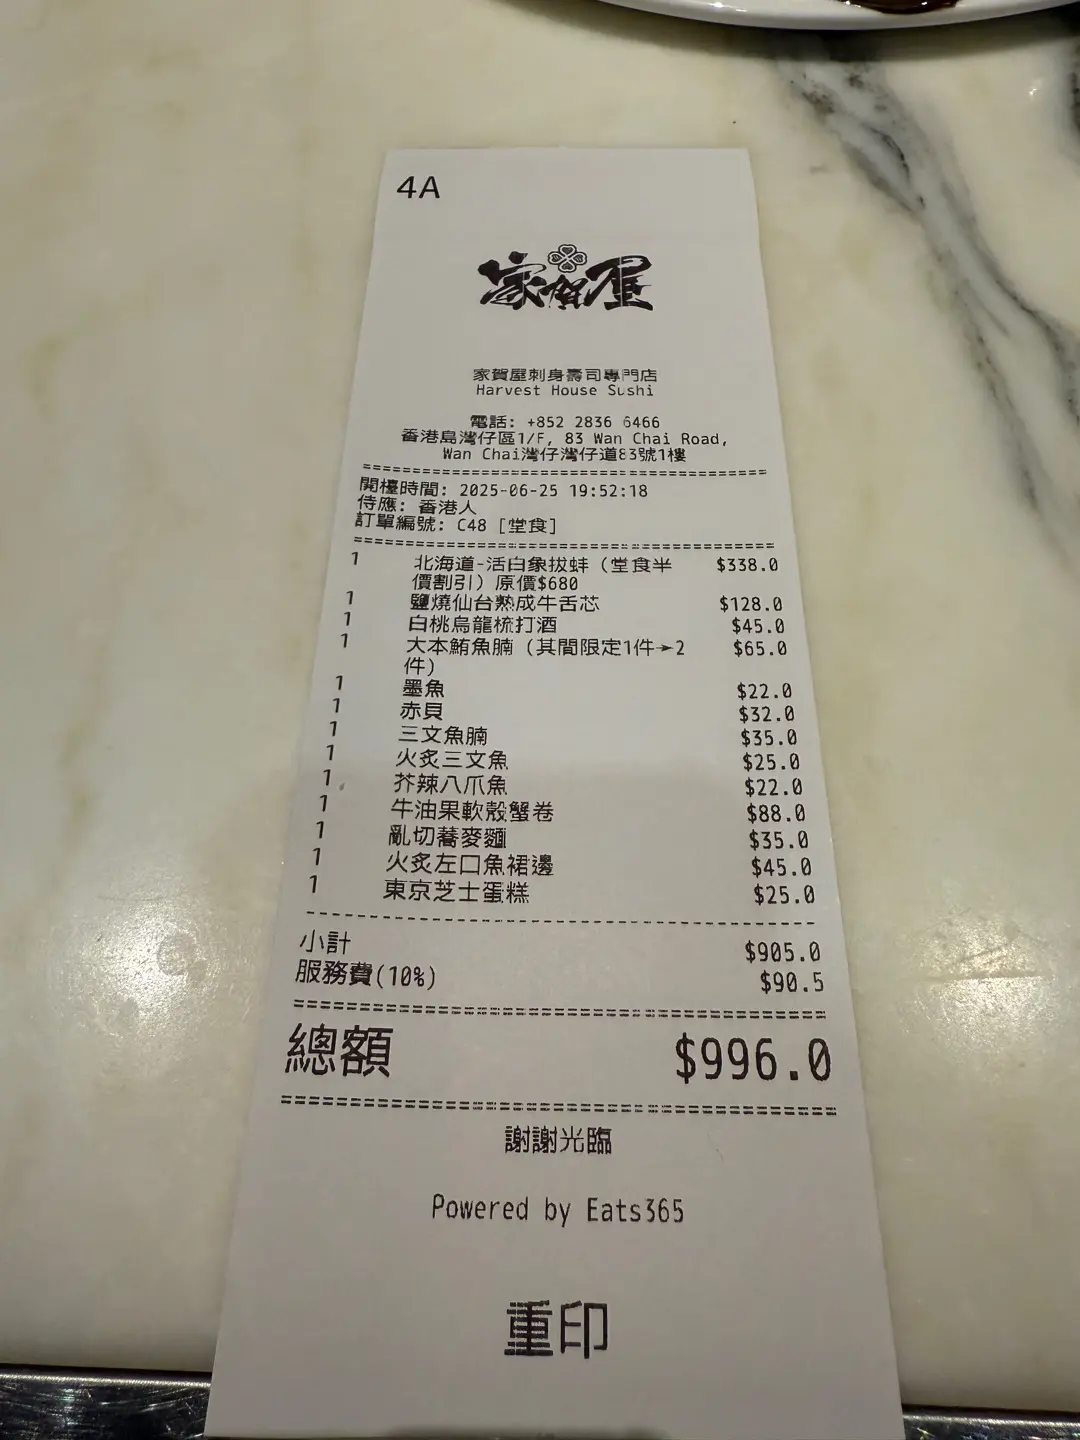 4A
家賀屋
家賀屋刺身壽司專門店
Harvest House Sushi
電話: +852 2836 6466
香港島灣仔區1/F, 83 Wan Chai Road,
Wan Chai灣仔灣仔道83號1樓
開檯時間: 2025-06-25 19:52:18
侍應: 香港人
訂單編號: C48 [堂食]
1 北海道-活白象拔蚌 (堂食半 $338.0
價割引) 原價$680
1 鹽燒仙台熟成牛舌芯 $128.0
1 白桃烏龍梳打酒 $45.0
1 大本鮪魚腩 (其間限定1件➛2 $65.0
件)
1 墨魚 $22.0
1 赤貝 $32.0
1 三文魚腩 $35.0
1 火炙三文魚 $25.0
1 芥辣八爪魚 $22.0
1 牛油果軟殼蟹卷 $88.0
1 亂切蕎麥麵 $35.0
1 火炙左口魚裙邊 $45.0
1 東京芝士蛋糕 $25.0
小計 $905.0
服務費(10%) $90.5
總額 $996.0
謝謝光臨
Powered by Eats365
重印